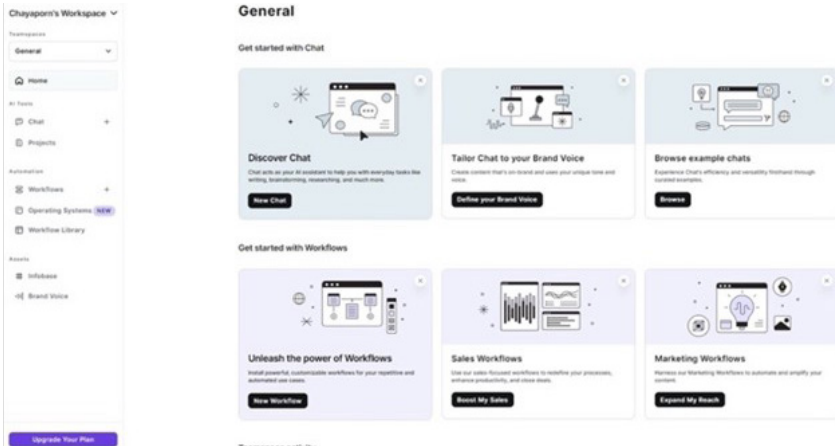 Chayaporn's Workspace
Teamspaces
General
Home
AI Tools
Chat
Projects
Automation
Workflows
Operating Systems NEW
Workflow Library
Assets
Infobase
Brand Voice
Upgrade Your Plan
General
Get started with Chat
Discover Chat
Chat acts as your AI assistant to help you with everyday tasks like
writing, brainstorming, researching, and much more.
New Chat
Tailor Chat to your Brand Voice
Create content that's on-brand and uses your unique tone and
voice.
Define your Brand Voice
Browse example chats
Experience Chat's efficiency and versatility firsthand through
curated examples.
Browse
Get started with Workflows
Unleash the power of Workflows
Install powerful, customizable workflows for your repetitive and
automated use cases.
New Workflow
Sales Workflows
Use our sales-focused workflows to redefine your processes,
enhance productivity, and close deals.
Boost My Sales
Marketing Workflows
Harness our Marketing Workflows to automate and amplify your
content.
Expand My Reach